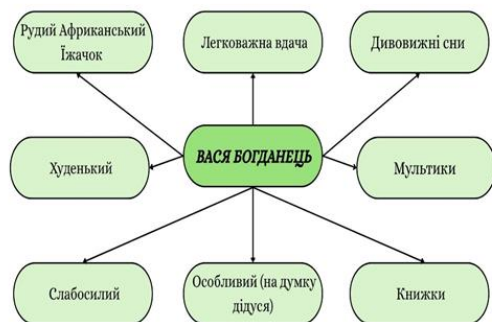 Рудий Африканський
Їжачок
Легковажна вдача
Дивовижні сни
Худенький
ВАСЯ БОГДАНЕЦЬ
Мультики
Слабосилий
Особливий (на думку
дідуся)
Книжки